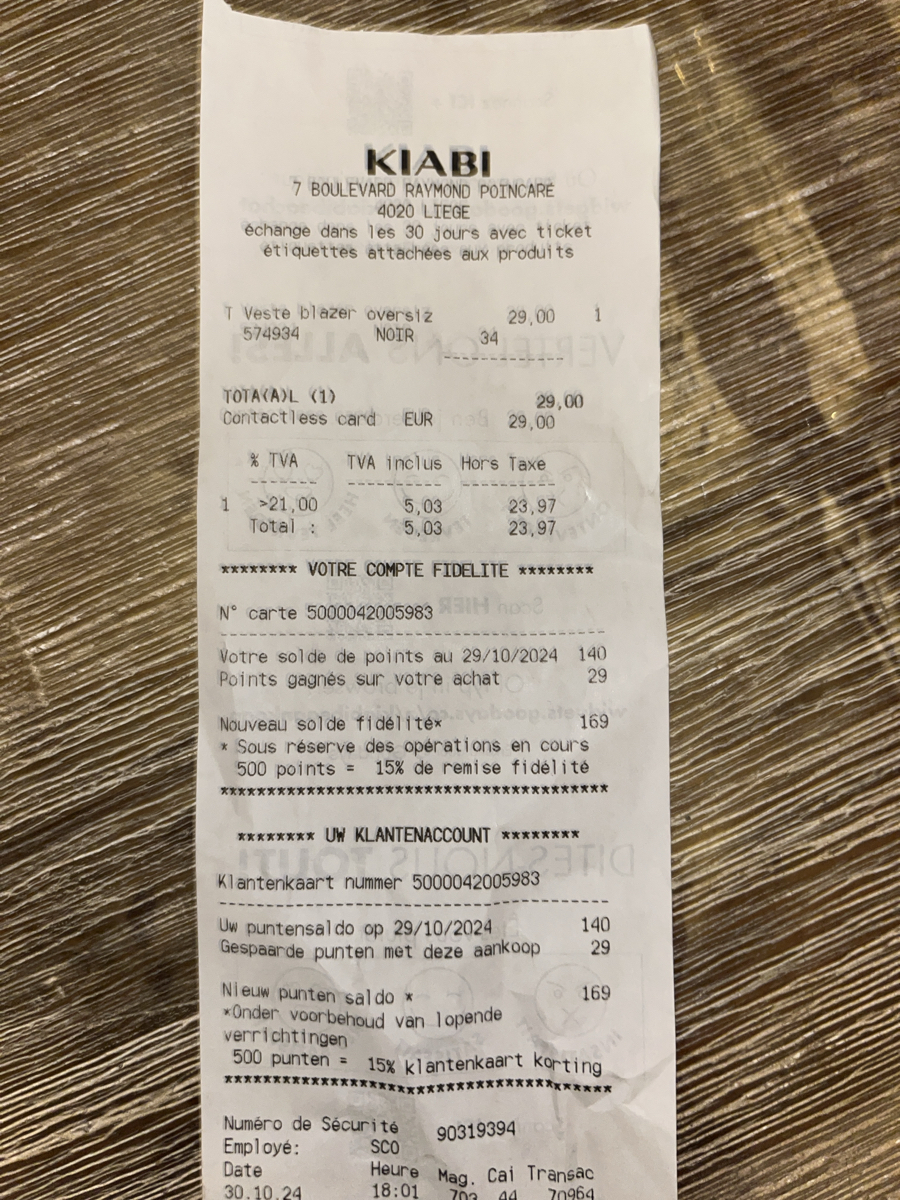 KIABI
7 BOULEVARD RAYMOND POINCARE
4020 LIEGE
échange dans les 30 jours avec ticket
étiquettes attachées aux produits
T Veste blazer oversiz 29,00 1
574934 NOIR 34
TOTA(A)L (1) 29,00
Contactless card EUR 29,00
% TVA TVA inclus Hors Taxe
1 >21,00 5,03 23,97
Total : 5,03 23,97
******** VOTRE COMPTE FIDELITE ********
N° carte 5000042005983
Votre solde de points au 29/10/2024 140
Points gagnés sur votre achat 29
Nouveau solde fidélité* 169
* Sous réserve des opérations en cours
500 points = 15% de remise fidélité
******************************************
******** UW KLANTENACCOUNT ********
Klantenkaart nummer 5000042005983
Uw puntensaldo op 29/10/2024 140
Gespaarde punten met deze aankoop 29
Nieuw punten saldo * 169
*Onder voorbehoud van lopende
verrichtingen
500 punten = 15% klantenkaart korting
******************************************
Numéro de Sécurité 90319394
Employé: SCO
Date Heure Mag. Cai Transac
30.10.24 18:01 703 44 70964